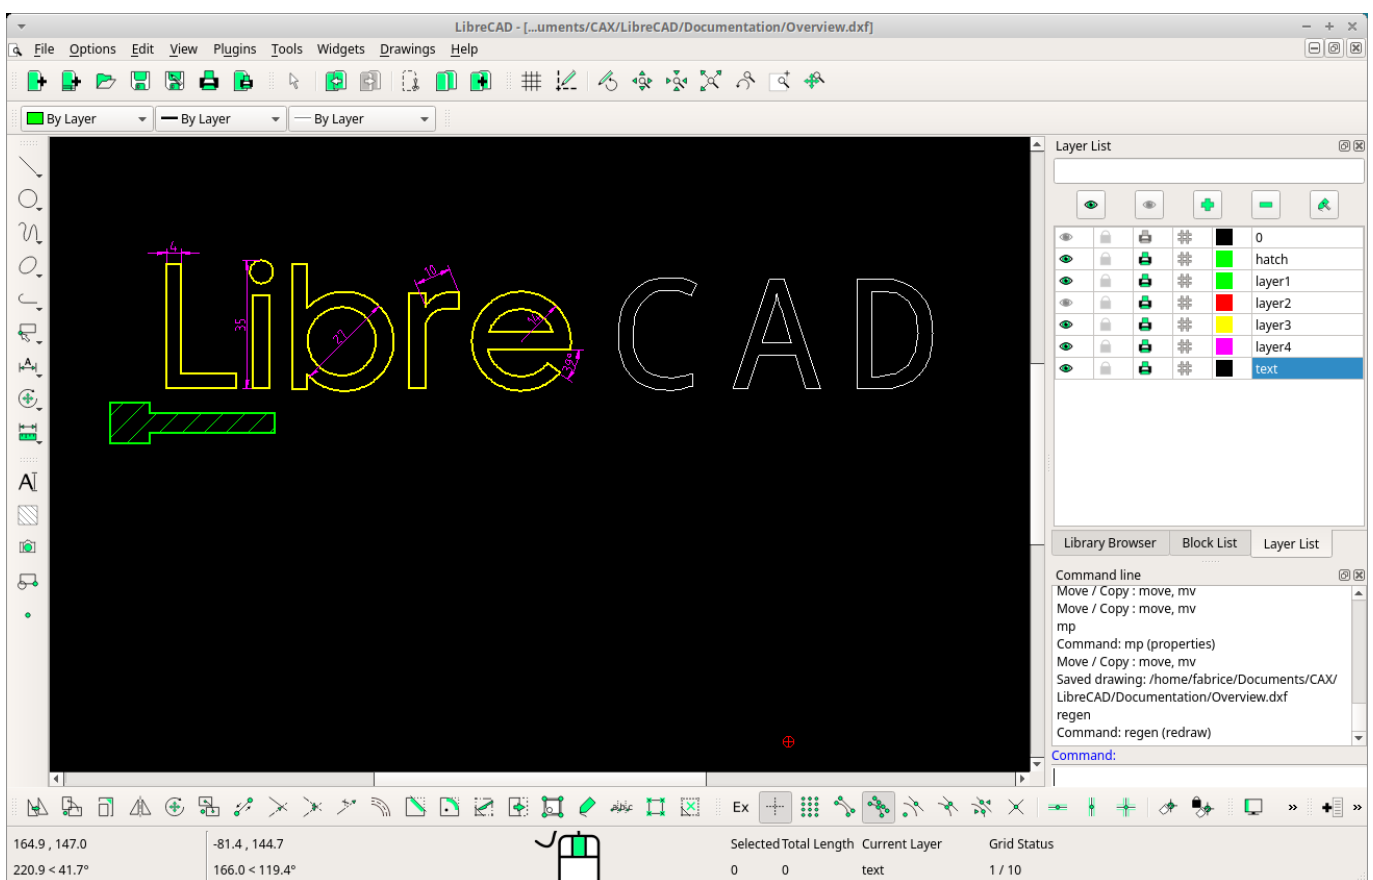 LibreCAD - [...uments/CAX/LibreCAD/Documentation/Overview.dxf]
File Options Edit View Plugins Tools Widgets Drawings Help
By Layer By Layer By Layer
Layer List
0
hatch
layer1
layer2
layer3
layer4
text
4
35
27
10
14
39°
Libre CAD
Library Browser Block List Layer List
Command line
Move / Copy : move, mv
Move / Copy : move, mv
mp
Command: mp (properties)
Move / Copy : move, mv
Saved drawing: /home/fabrice/Documents/CAX/
LibreCAD/Documentation/Overview.dxf
regen
Command: regen (redraw)
Command:
Ex
164.9 , 147.0 -81.4 , 144.7 Selected Total Length Current Layer Grid Status
220.9 < 41.7° 166.0 < 119.4° 0 0 text 1 / 10